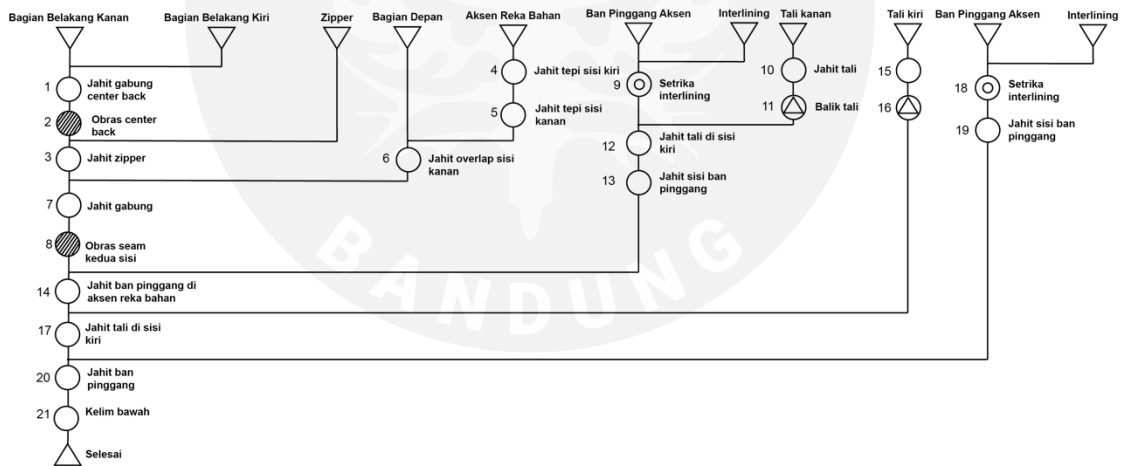 Bagian Belakang Kanan
Bagian Belakang Kiri
Zipper
Bagian Depan
Aksen Reka Bahan
Ban Pinggang Aksen
Interlining
Tali kanan
Tali kiri
Ban Pinggang Aksen
Interlining
1
Jahit gabung
center back
2
Obras center
back
3
Jahit zipper
4
Jahit tepi sisi kiri
5
Jahit tepi sisi
kanan
6
Jahit overlap sisi
kanan
7
Jahit gabung
8
Obras seam
kedua sisi
9
Setrika
interlining
10
Jahit tali
11
Balik tali
12
Jahit tali di sisi
kiri
13
Jahit sisi ban
pinggang
14
Jahit ban pinggang di
aksen reka bahan
15
16
17
Jahit tali di sisi
kiri
18
Setrika
interlining
19
Jahit sisi ban
pinggang
20
Jahit ban
pinggang
21
Kelim bawah
Selesai
BANDUNG